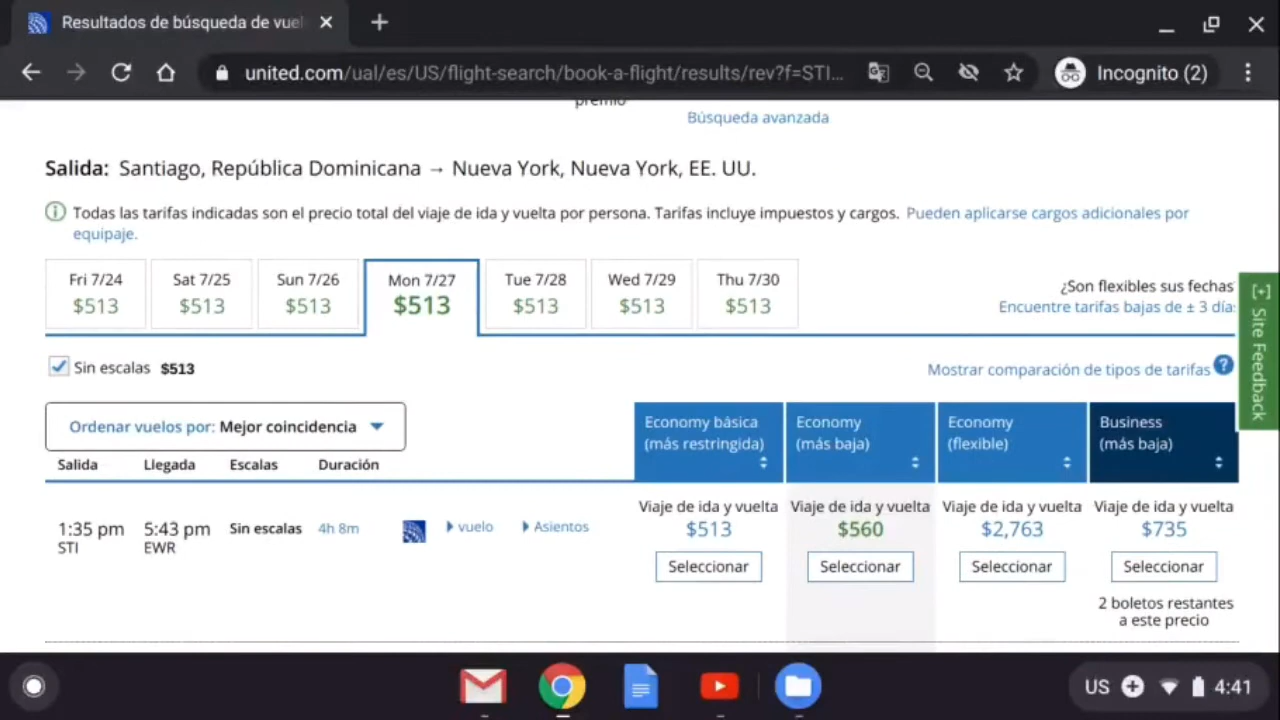 Resultados de búsqueda de vue
united.com/ual/es/US/flight-search/book-a-flight/results/rev?f=STI...
Incognito (2)
premio
Búsqueda avanzada
Salida: Santiago, República Dominicana → Nueva York, Nueva York, EE. UU.
Todas las tarifas indicadas son el precio total del viaje de ida y vuelta por persona. Tarifas incluye impuestos y cargos. Pueden aplicarse cargos adicionales por
equipaje.
Fri 7/24 Sat 7/25 Sun 7/26 Mon 7/27 Tue 7/28 Wed 7/29 Thu 7/30
$513 $513 $513 $513 $513 $513 $513
¿Son flexibles sus fechas
Encuentre tarifas bajas de ± 3 día
[+] Site Feedback
Sin escalas $513
Mostrar comparación de tipos de tarifas ?
Ordenar vuelos por: Mejor coincidencia
Economy básica Economy Economy Business
(más restringida) (más baja) (flexible) (más baja)
Salida Llegada Escalas Duración
Viaje de ida y vuelta Viaje de ida y vuelta Viaje de ida y vuelta Viaje de ida y vuelta
1:35 pm 5:43 pm Sin escalas 4h 8m vuelo Asientos $513 $560 $2,763 $735
STI EWR
Seleccionar Seleccionar Seleccionar Seleccionar
2 boletos restantes
a este precio
US 4:41